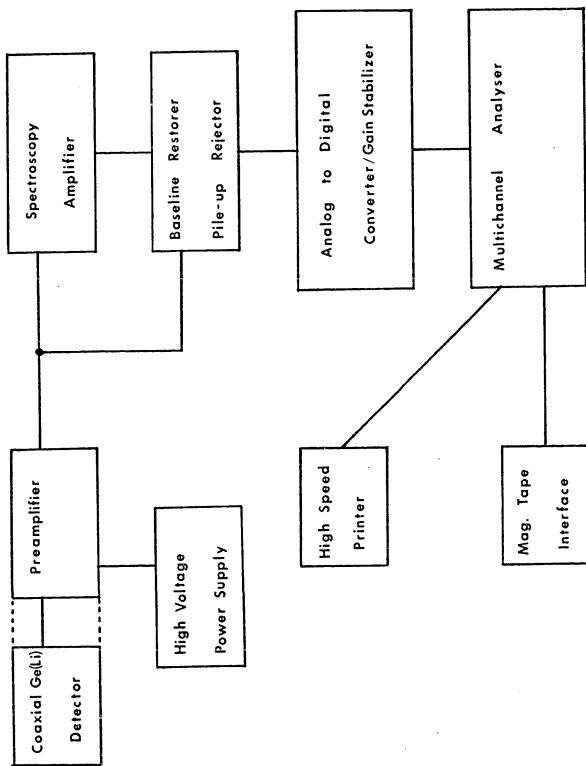 Coaxial Ge(Li)
Detector
Preamplifier
Spectroscopy
Amplifier
High Voltage
Power Supply
Baseline Restorer
Pile-up Rejector
High Speed
Printer
Analog to Digital
Converter/Gain Stabilizer
Mag. Tape
Interface
Multichannel Analyser